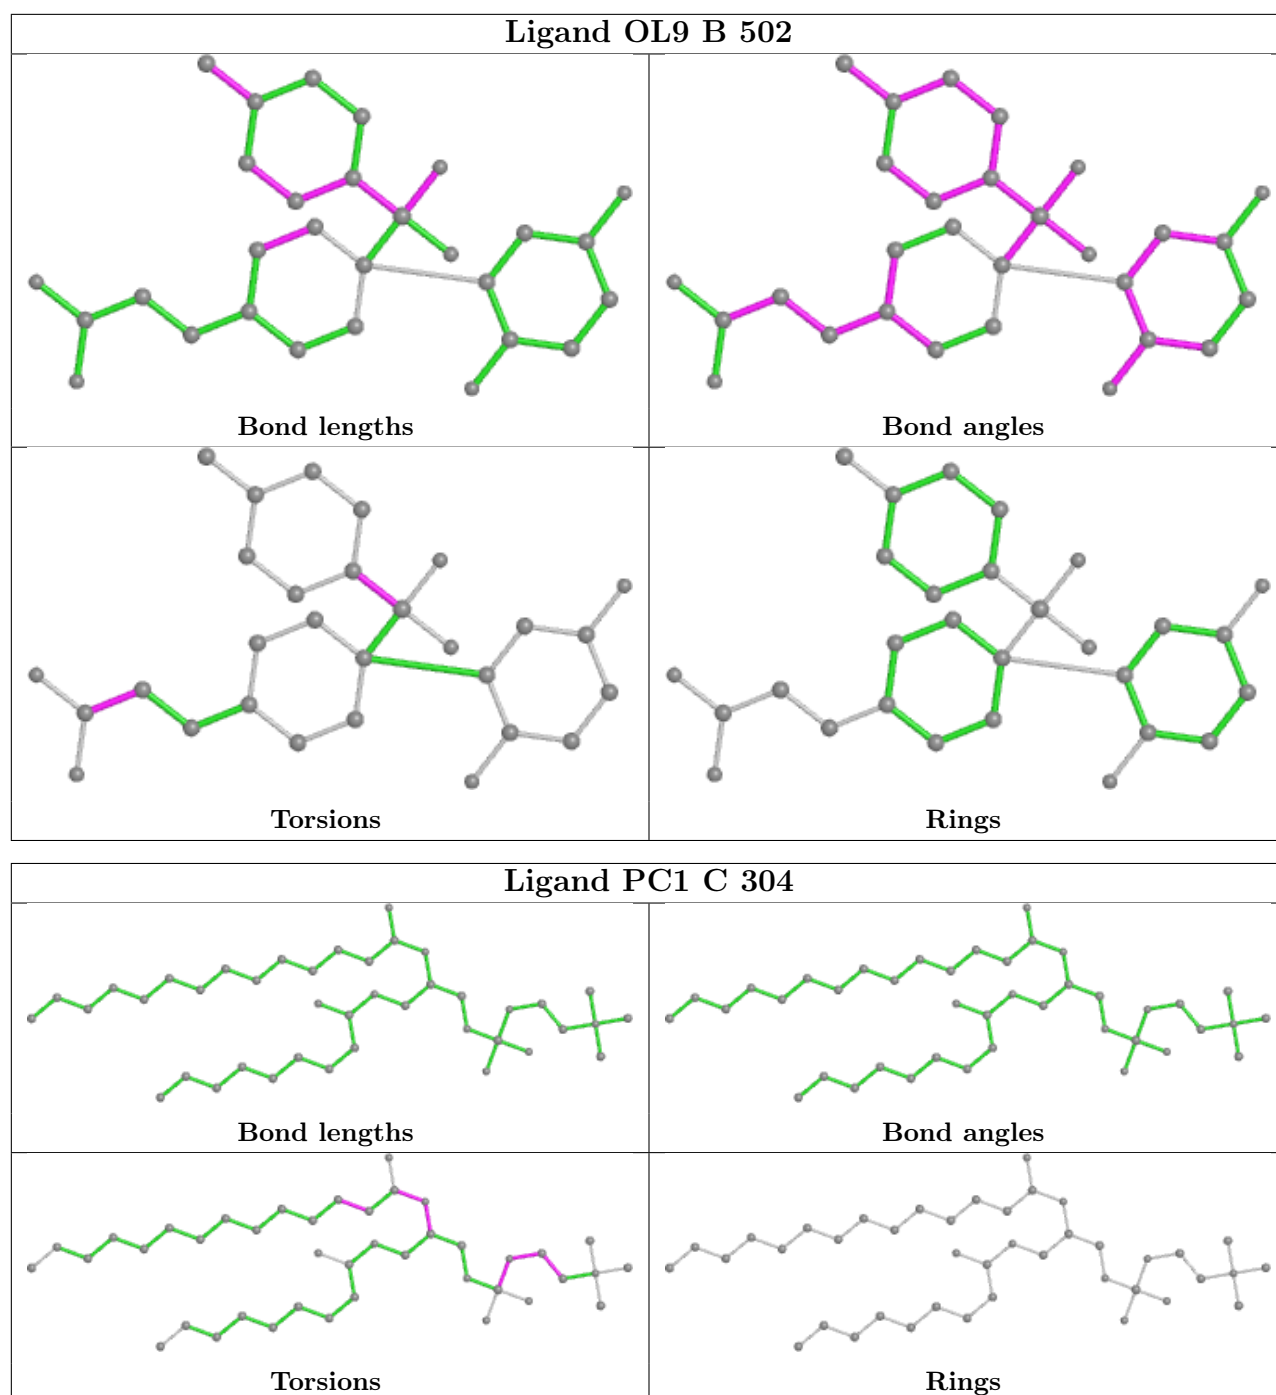 Ligand OL9 B 502
Bond lengths
Bond angles
Torsions
Rings
Ligand PC1 C 304
Bond lengths
Bond angles
Torsions
Rings